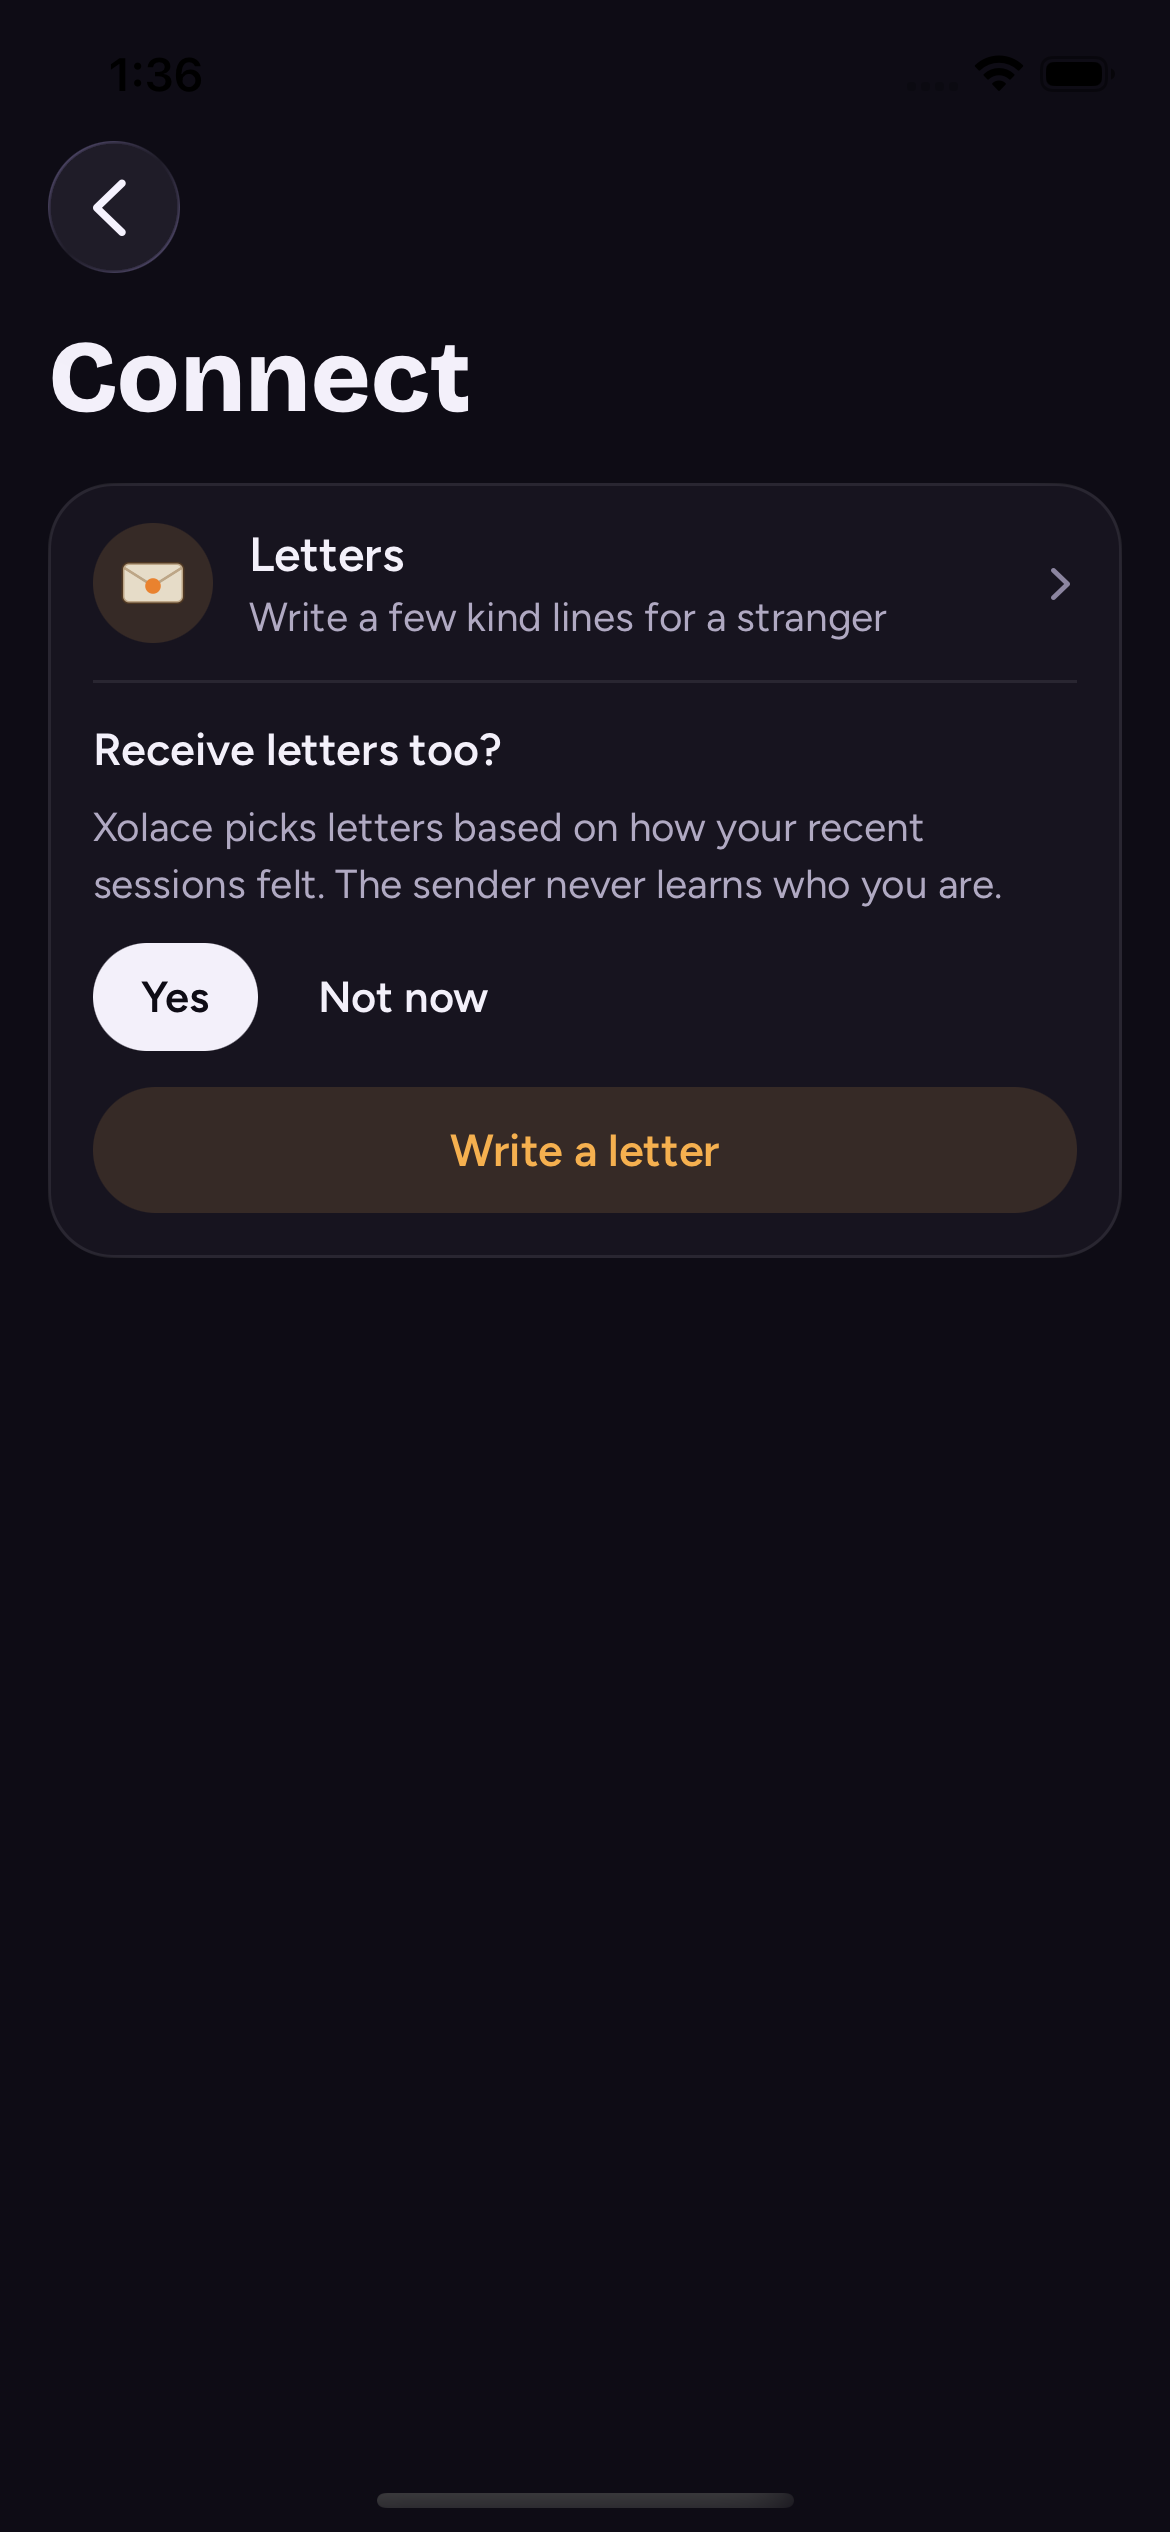 1:36
Connect
Letters
Write a few kind lines for a stranger
Receive letters too?
Xolace picks letters based on how your recent
sessions felt. The sender never learns who you are.
Yes
Not now
Write a letter